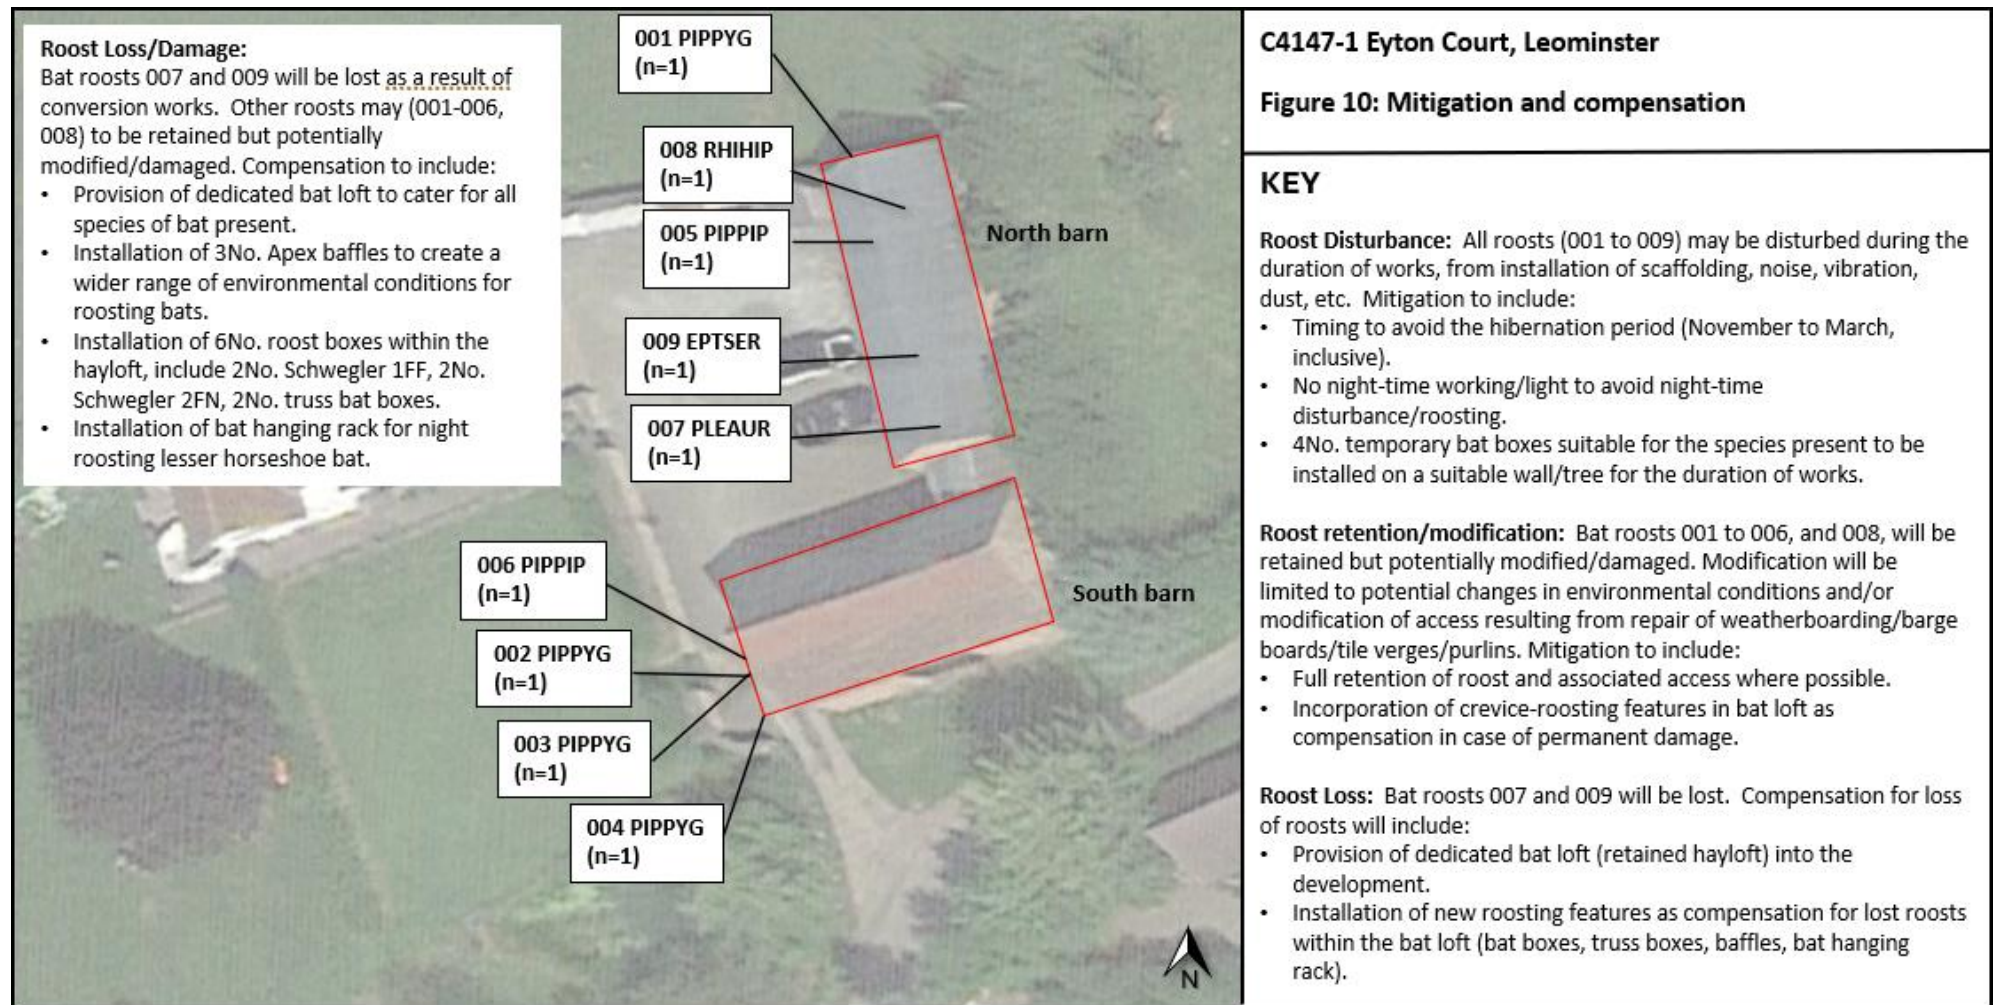 Roost Loss/Damage:
Bat roosts 007 and 009 will be lost as a result of
conversion works.  Other roosts may (001-006,
008) to be retained but potentially
modified/damaged. Compensation to include:
• Provision of dedicated bat loft to cater for all
species of bat present.
• Installation of 3No. Apex baffles to create a
wider range of environmental conditions for
roosting bats.
• Installation of 6No. roost boxes within the
hayloft, include 2No. Schwegler 1FF, 2No.
Schwegler 2FN, 2No. truss bat boxes.
• Installation of bat hanging rack for night
roosting lesser horseshoe bat.
001 PIPPYG
(n=1)
008 RHIHIP
(n=1)
005 PIPPIP
(n=1)
North barn
009 EPTSER
(n=1)
007 PLEAUR
(n=1)
006 PIPPIP
(n=1)
South barn
002 PIPPYG
(n=1)
003 PIPPYG
(n=1)
004 PIPPYG
(n=1)
N
C4147-1 Eyton Court, Leominster
Figure 10: Mitigation and compensation
KEY
Roost Disturbance:  All roosts (001 to 009) may be disturbed during the
duration of works, from installation of scaffolding, noise, vibration,
dust, etc.  Mitigation to include:
• Timing to avoid the hibernation period (November to March,
inclusive).
• No night-time working/light to avoid night-time
disturbance/roosting.
• 4No. temporary bat boxes suitable for the species present to be
installed on a suitable wall/tree for the duration of works.
Roost retention/modification:  Bat roosts 001 to 006, and 008, will be
retained but potentially modified/damaged. Modification will be
limited to potential changes in environmental conditions and/or
modification of access resulting from repair of weatherboarding/barge
boards/tile verges/purlins. Mitigation to include:
• Full retention of roost and associated access where possible.
• Incorporation of crevice-roosting features in bat loft as
compensation in case of permanent damage.
Roost Loss:  Bat roosts 007 and 009 will be lost.  Compensation for loss
of roosts will include:
• Provision of dedicated bat loft (retained hayloft) into the
development.
• Installation of new roosting features as compensation for lost roosts
within the bat loft (bat boxes, truss boxes, baffles, bat hanging
rack).